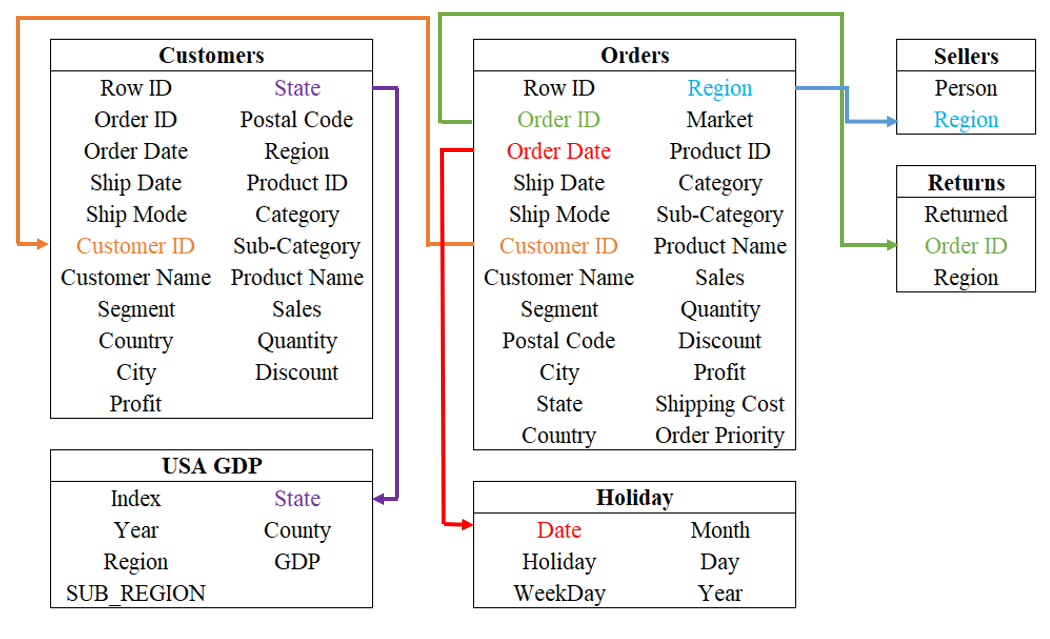 Customers
Row ID State
Order ID Postal Code
Order Date Region
Ship Date Product ID
Ship Mode Category
Customer ID Sub-Category
Customer Name Product Name
Segment Sales
Country Quantity
City Discount
Profit
Orders
Row ID Region
Order ID Market
Order Date Product ID
Ship Date Category
Ship Mode Sub-Category
Customer ID Product Name
Customer Name Sales
Segment Quantity
Postal Code Discount
City Profit
State Shipping Cost
Country Order Priority
Sellers
Person
Region
Returns
Returned
Order ID
Region
USA GDP
Index State
Year County
Region GDP
SUB_REGION
Holiday
Date Month
Holiday Day
WeekDay Year